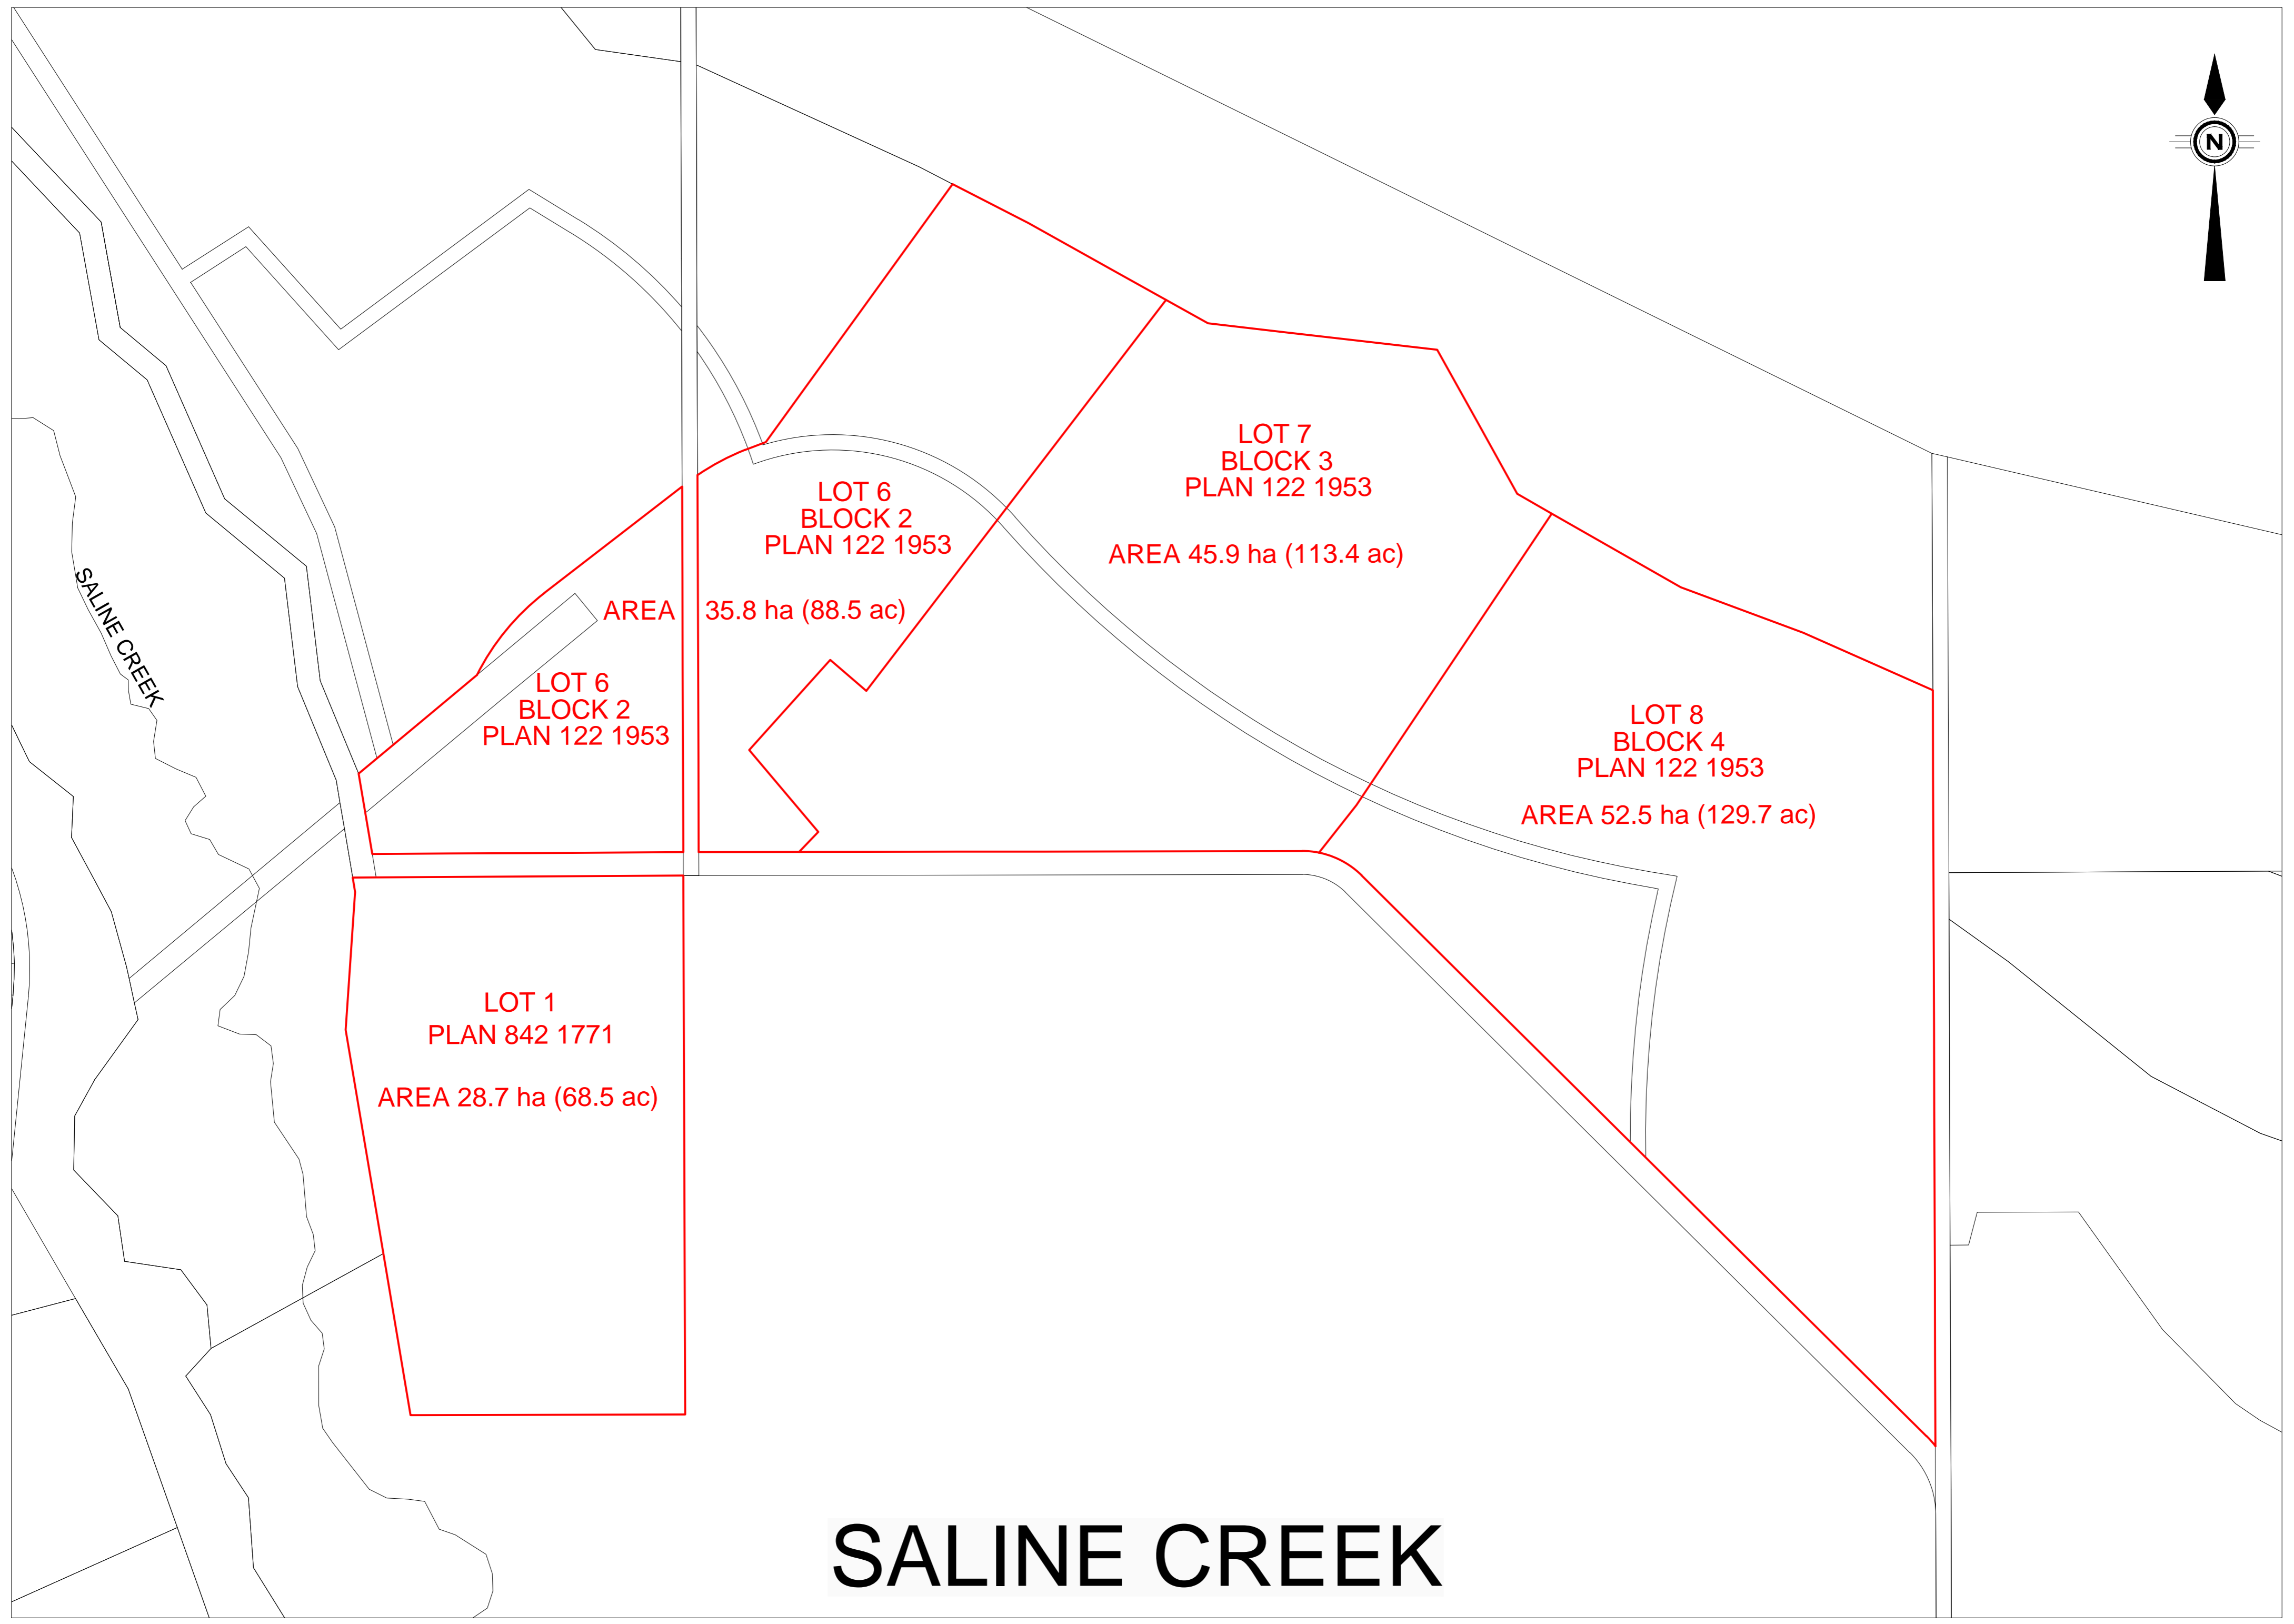 N
LOT 7
BLOCK 3
PLAN 122 1953
AREA 45.9 ha (113.4 ac)
LOT 6
BLOCK 2
PLAN 122 1953
AREA 35.8 ha (88.5 ac)
SALINE CREEK
LOT 6
BLOCK 2
PLAN 122 1953
LOT 8
BLOCK 4
PLAN 122 1953
AREA 52.5 ha (129.7 ac)
LOT 1
PLAN 842 1771
AREA 28.7 ha (68.5 ac)
SALINE CREEK